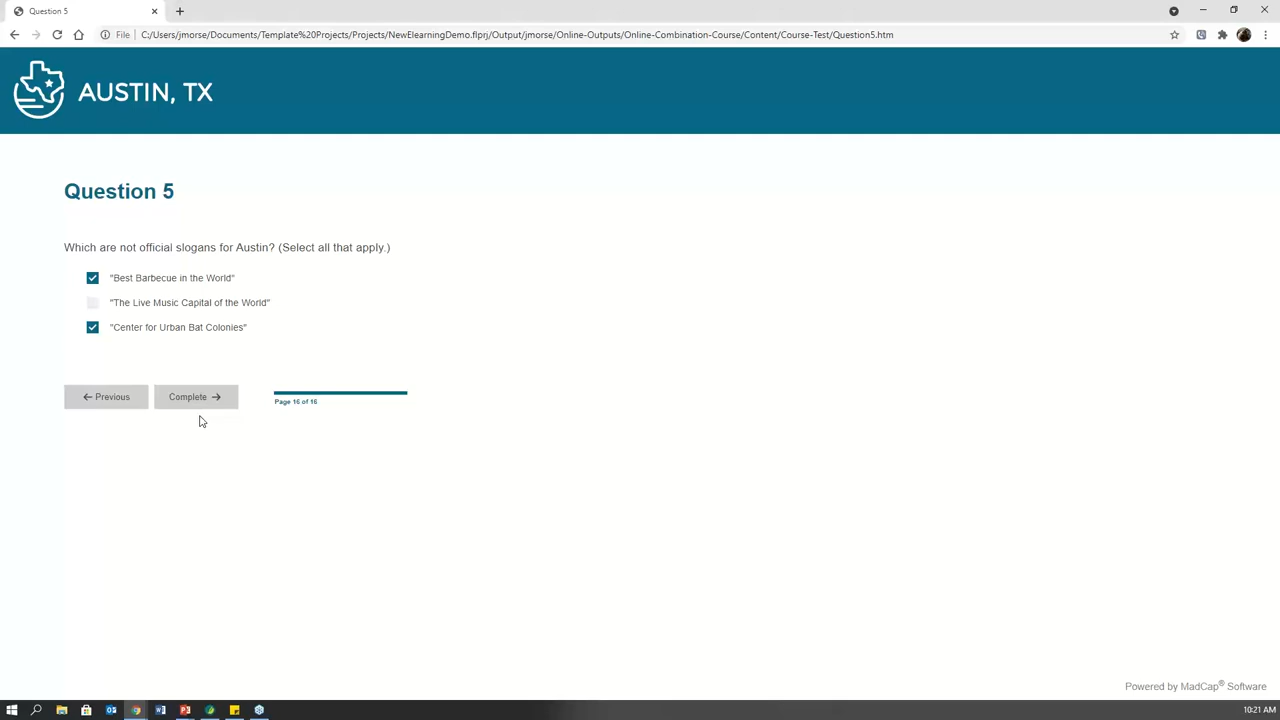 Question 5
File
C:/Users/jmorse/Documents/Template%20Projects/Projects/NewElearningDemo.flprj/Output/jmorse/Online-Outputs/Online-Combination-Course/Content/Course-Test/Question5.htm
AUSTIN, TX
Question 5
Which are not official slogans for Austin? (Select all that apply.)
"Best Barbecue in the World"
"The Live Music Capital of the World"
"Center for Urban Bat Colonies"
Previous
Complete
Page 16 of 16
Powered by MadCap® Software
10:21 AM